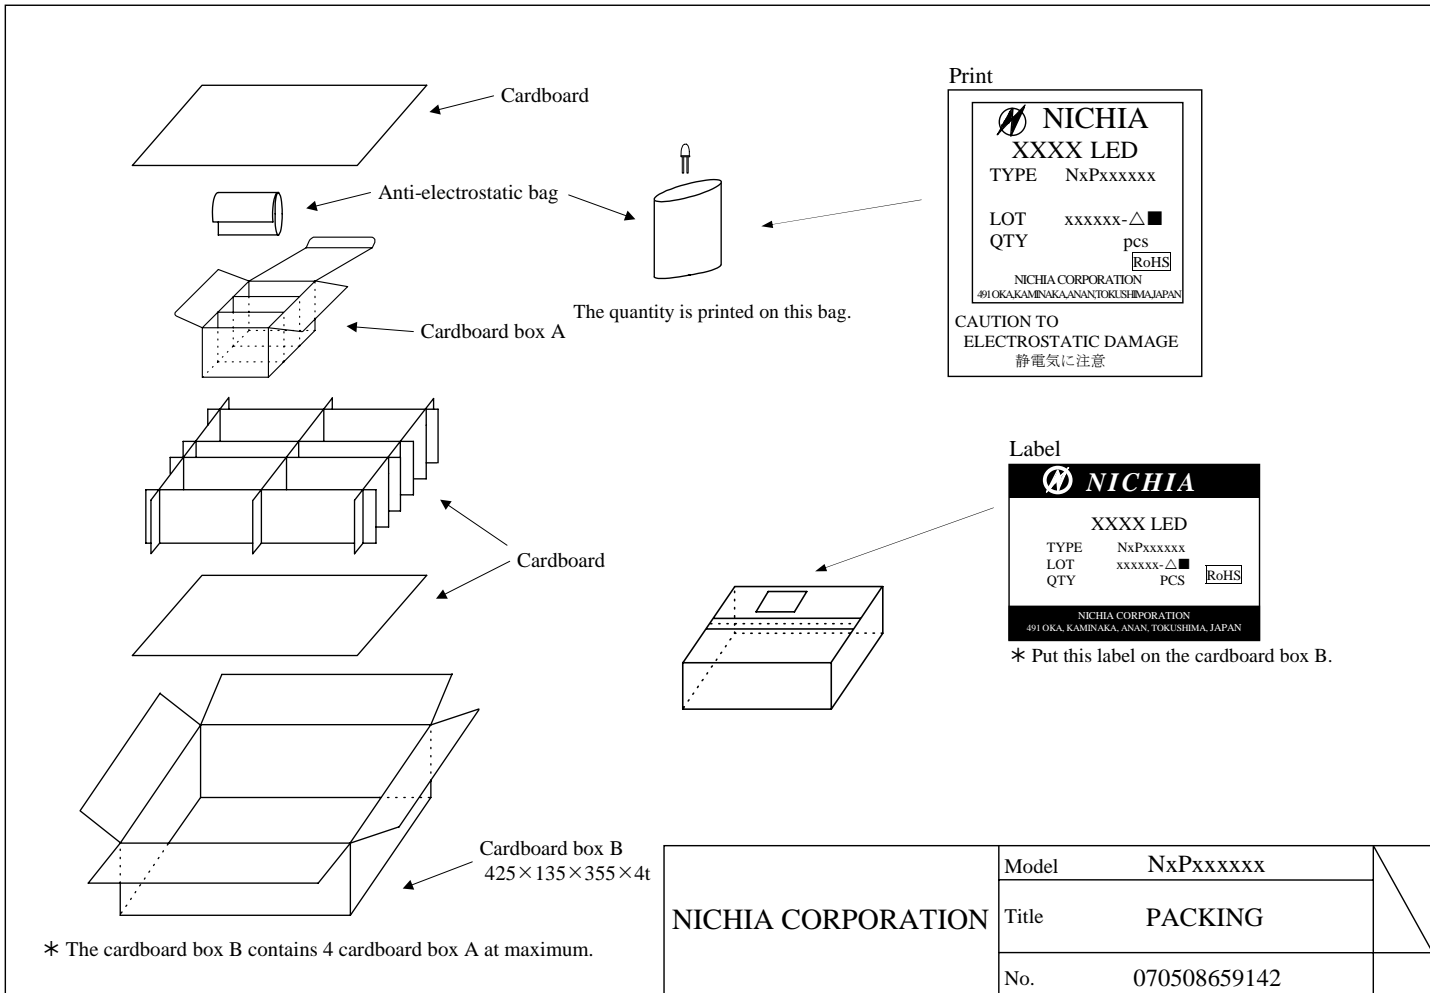 Cardboard
Anti-electrostatic bag
Cardboard box A
The quantity is printed on this bag.
Cardboard
Cardboard box B
425×135×355×4t
＊ The cardboard box B contains 4 cardboard box A at maximum.
Print
NICHIA
XXXX LED
TYPE NxPxxxxxx
LOT xxxxxx-△■
QTY pcs
RoHS
NICHIA CORPORATION
491 OKA,KAMINAKA,ANAN,TOKUSHIMA,JAPAN
CAUTION TO
ELECTROSTATIC DAMAGE
静電気に注意
Label
NICHIA
XXXX LED
TYPE NxPxxxxxx
LOT xxxxxx-△■
QTY PCS
RoHS
NICHIA CORPORATION
491 OKA, KAMINAKA, ANAN, TOKUSHIMA, JAPAN
＊ Put this label on the cardboard box B.
NICHIA CORPORATION
Model NxPxxxxxx
Title PACKING
No. 070508659142